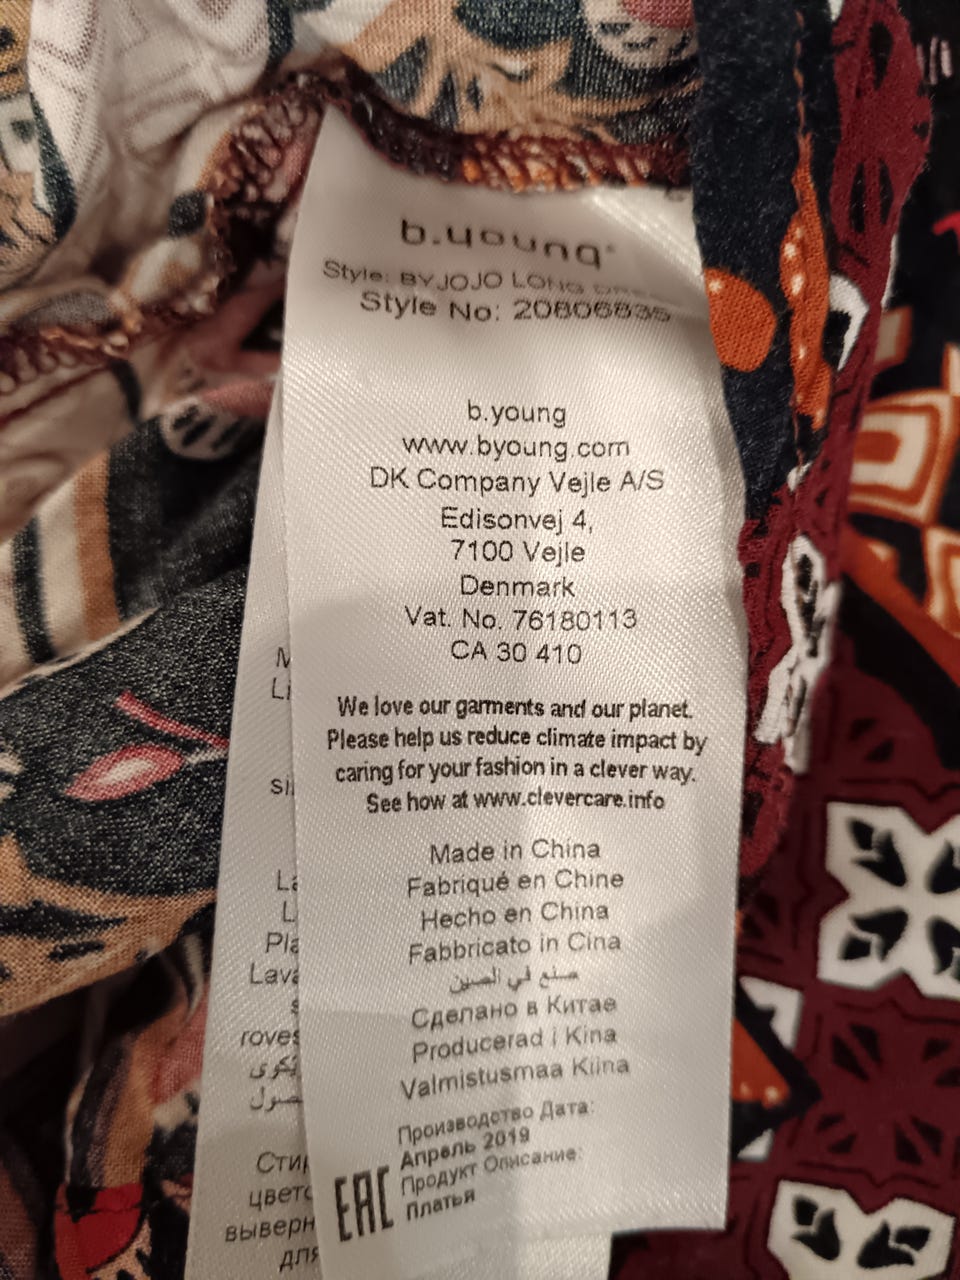 b.young®
Style: BYJOJO LONG DRESS
Style No: 20806835
b.young
www.byoung.com
DK Company Vejle A/S
Edisonvej 4,
7100 Vejle
Denmark
Vat. No. 76180113
CA 30 410
We love our garments and our planet.
Please help us reduce climate impact by
caring for your fashion in a clever way.
See how at www.clevercare.info
Made in China
Fabriqué en Chine
Hecho en China
Fabbricato in Cina
صنع في الصين
Сделано в Китае
Producerad i Kina
Valmistusmaa Kiina
Производство Дата:
Апрель 2019
Продукт Описание:
Платья
EAC